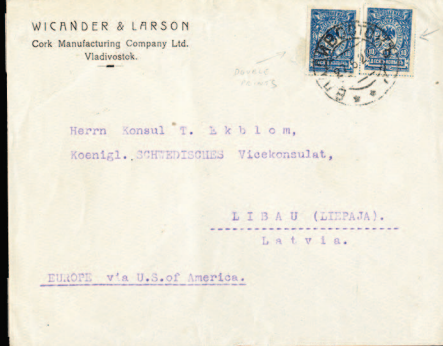 WICANDER & LARSON
Cork Manufacturing Company Ltd.
Vladivostok.
DOUBLE
Herrn Konsul T. Ekblom,
Koenigl. SCHWEDISCHES Vicekonsulat,
LIBAU (LIEPAJA).
Latvia.
EUROPE via U.S.of America.